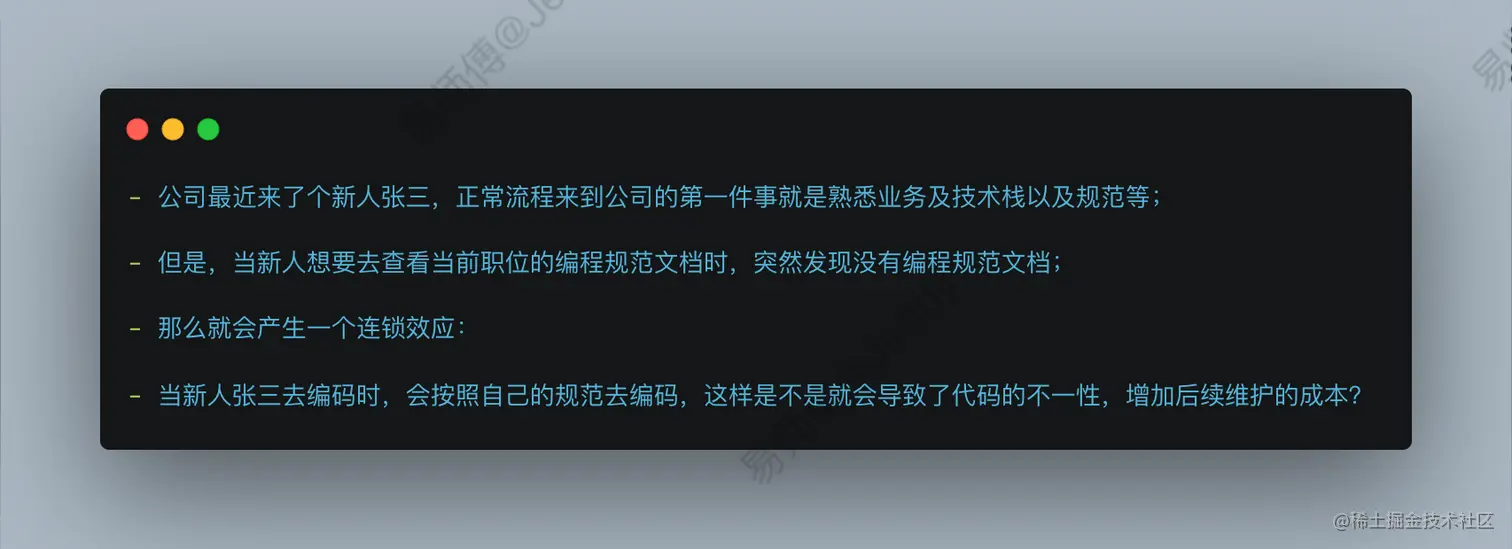 - 公司最近来了个新人张三，正常流程来到公司的第一件事就是熟悉业务及技术栈以及规范等；
- 但是，当新人想要去查看当前职位的编程规范文档时，突然发现没有编程规范文档；
- 那么就会产生一个连锁效应：
- 当新人张三去编码时，会按照自己的规范去编码，这样是不是就会导致了代码的不一性，增加后续维护的成本？
@稀土掘金技术社区